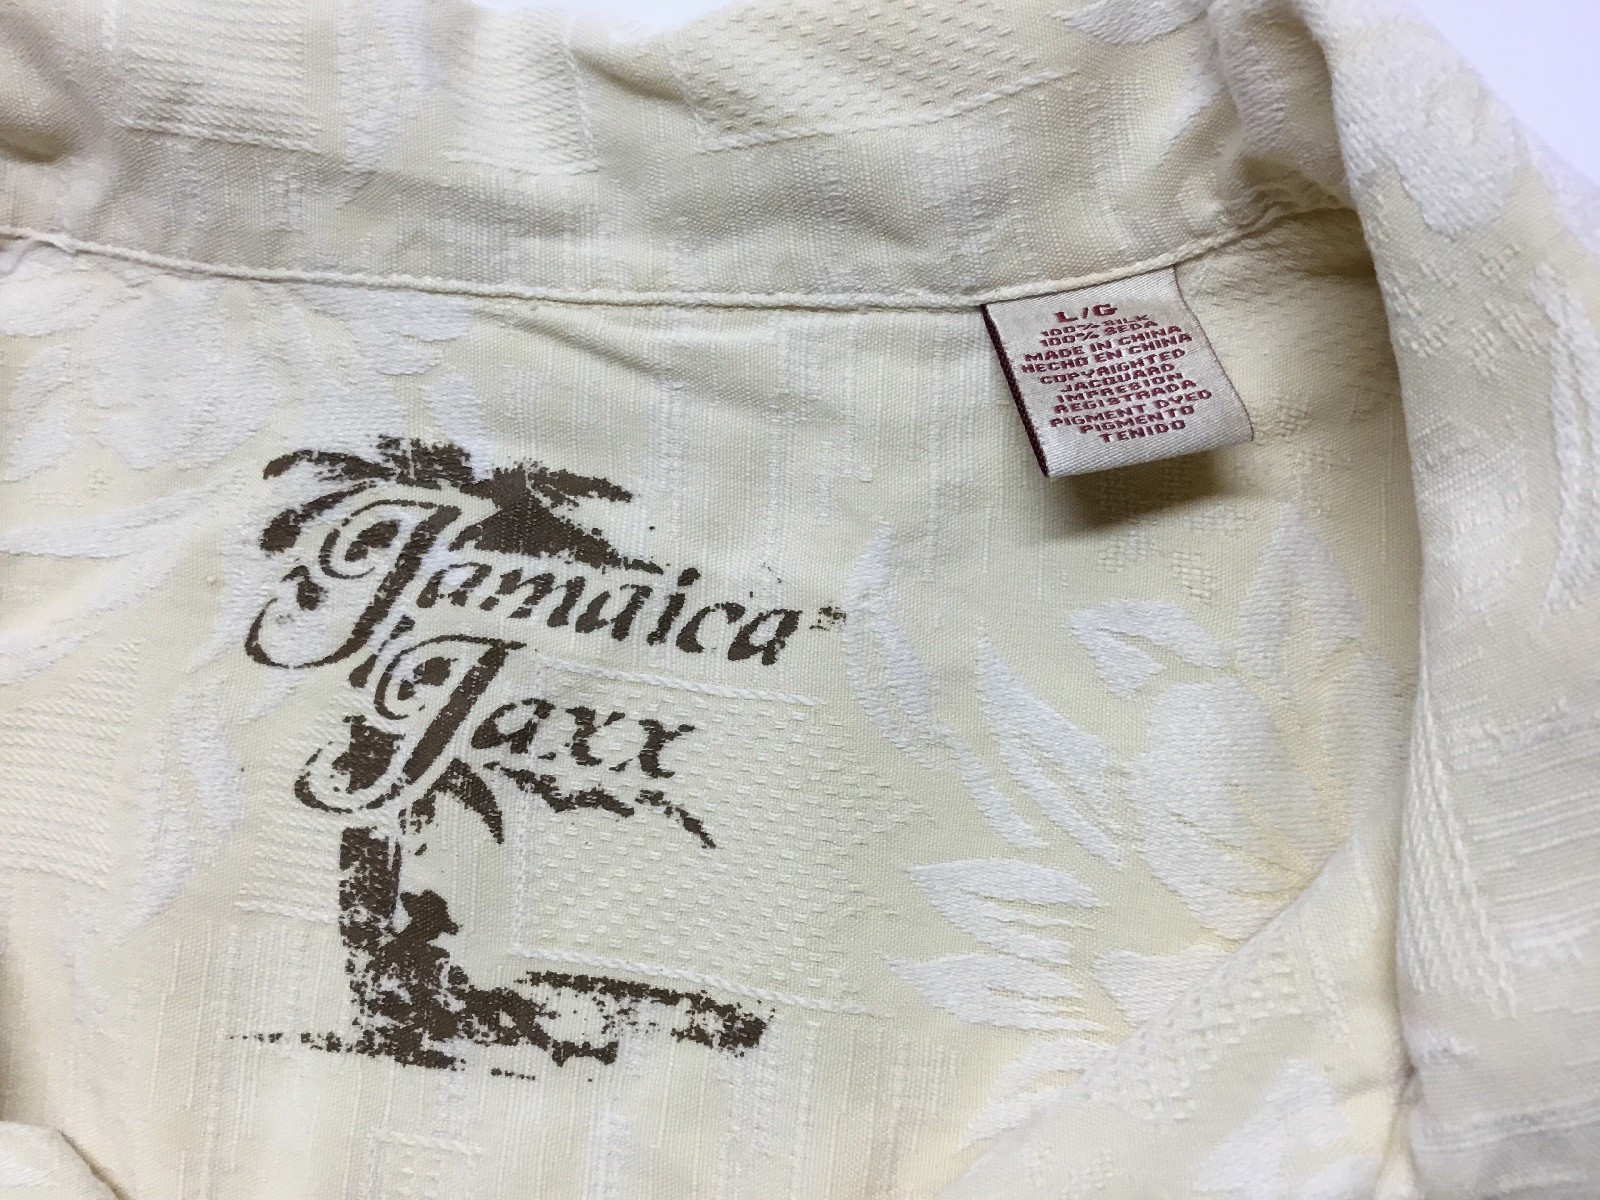 Jamaica
Jaxx
L/G
100% SILK
100% SEDA
MADE IN CHINA
HECHO EN CHINA
COPYRIGHTED
JACQUARD
IMPRESION
REGISTRADA
PIGMENT DYED
PIGMENTO
TENIDO